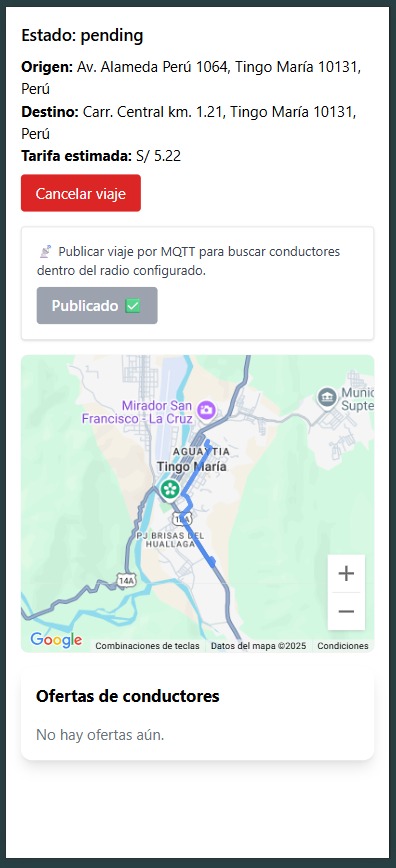 Estado: pending
Origen: Av. Alameda Perú 1064, Tingo María 10131,
Perú
Destino: Carr. Central km. 1.21, Tingo María 10131,
Perú
Tarifa estimada: S/ 5.22
Cancelar viaje
Publicar viaje por MQTT para buscar conductores
dentro del radio configurado.
Publicado ✅
Mirador San
Francisco - La Cruz
Munic
Supte
AGUAYTIA
Tingo María
PJ BRISAS DEL
HUALLAGA
14A
Google
Combinaciones de teclas
Datos del mapa ©2025
Condiciones
Ofertas de conductores
No hay ofertas aún.